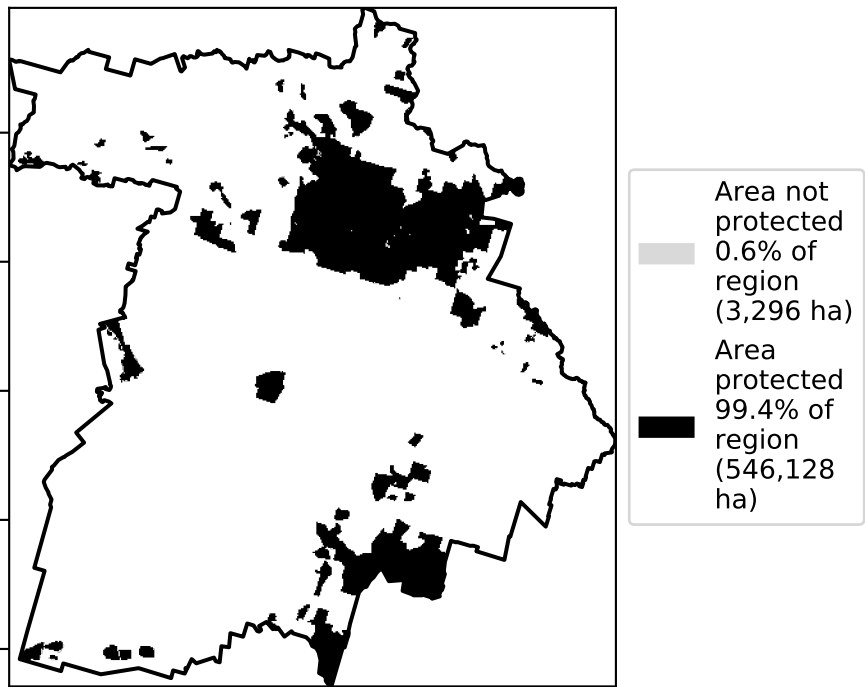 Area not
protected
0.6% of
region
(3,296 ha)
Area
protected
99.4% of
region
(546,128
ha)